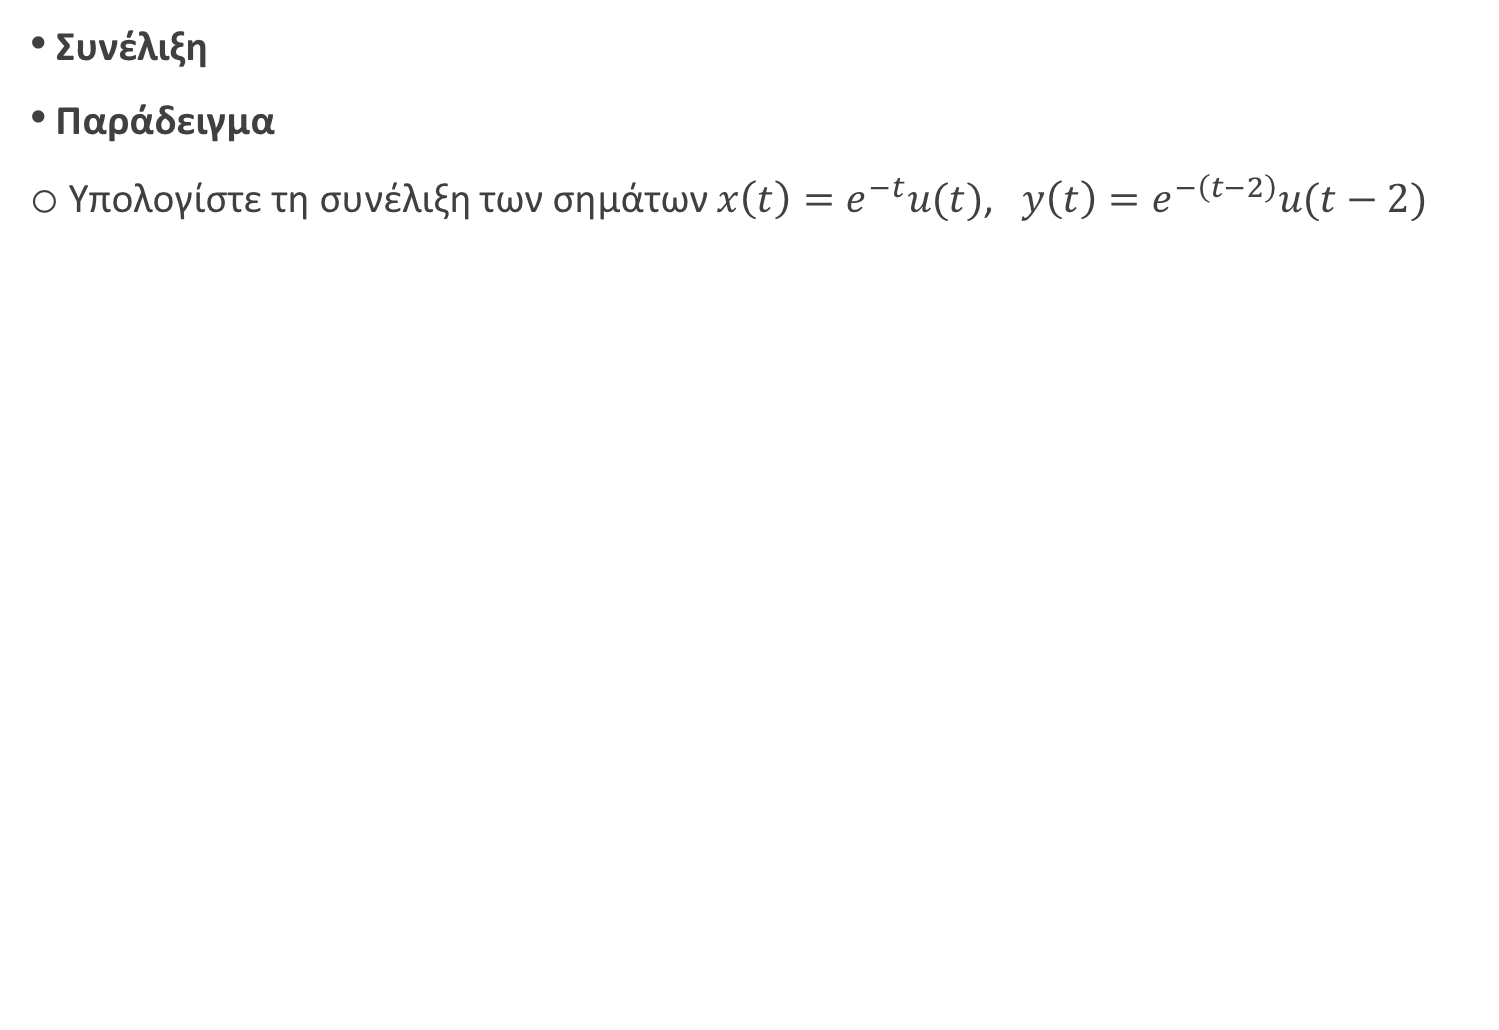 • Συνέλιξη
• Παράδειγμα
○ Υπολογίστε τη συνέλιξη των σημάτων $x(t) = e^{-t}u(t), \; y(t) = e^{-(t-2)}u(t-2)$